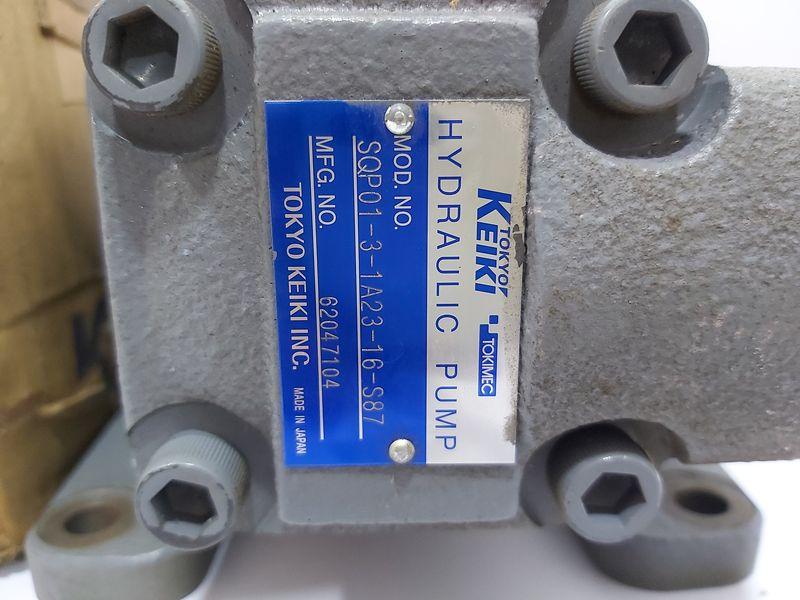 TOKYO
KEIKI
TOKIMEC
HYDRAULIC PUMP
MOD. NO.
SQP01-3-1A23-16-S87
MFG. NO.
62047104
TOKYO KEIKI INC. MADE IN JAPAN